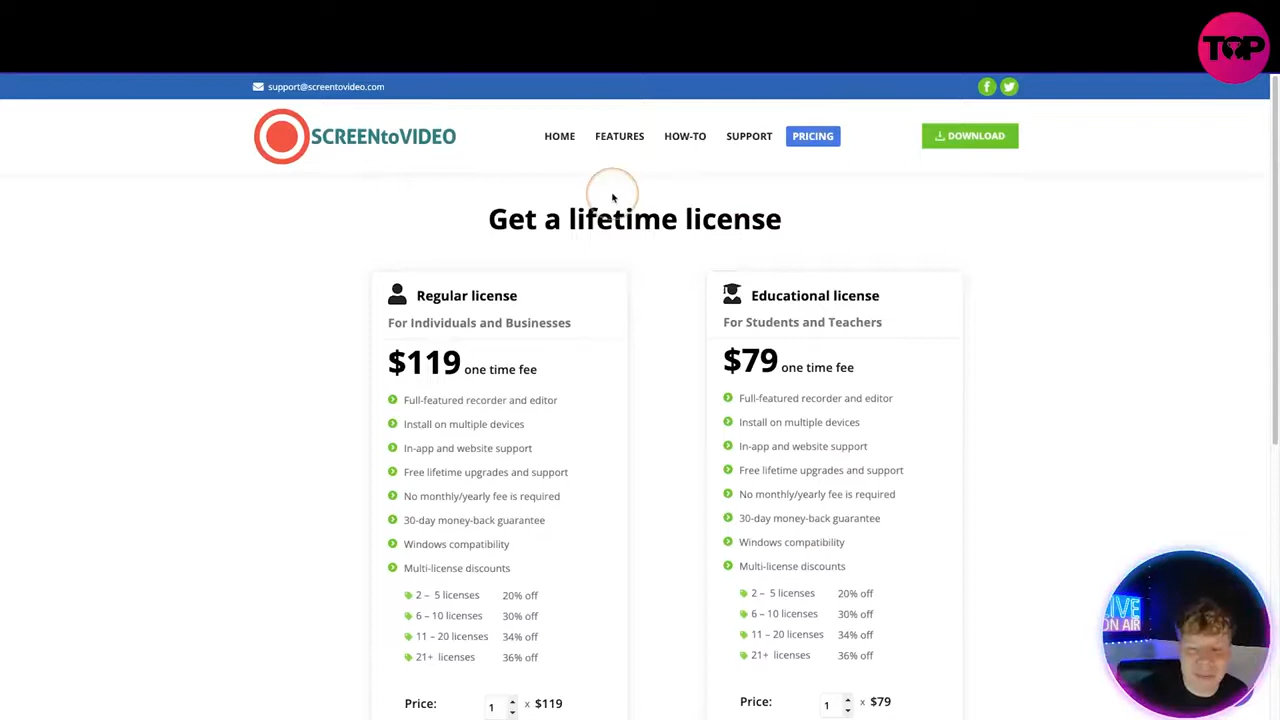 TOP
support@screentovideo.com
SCREENtoVIDEO
HOME
FEATURES
HOW-TO
SUPPORT
PRICING
DOWNLOAD
Get a lifetime license
Regular license
For Individuals and Businesses
$119 one time fee
Full-featured recorder and editor
Install on multiple devices
In-app and website support
Free lifetime upgrades and support
No monthly/yearly fee is required
30-day money-back guarantee
Windows compatibility
Multi-license discounts
2 – 5 licenses 20% off
6 – 10 licenses 30% off
11 – 20 licenses 34% off
21+ licenses 36% off
Price: 1 x $119
Educational license
For Students and Teachers
$79 one time fee
Full-featured recorder and editor
Install on multiple devices
In-app and website support
Free lifetime upgrades and support
No monthly/yearly fee is required
30-day money-back guarantee
Windows compatibility
Multi-license discounts
2 – 5 licenses 20% off
6 – 10 licenses 30% off
11 – 20 licenses 34% off
21+ licenses 36% off
Price: 1 x $79
LIVE
ON AIR